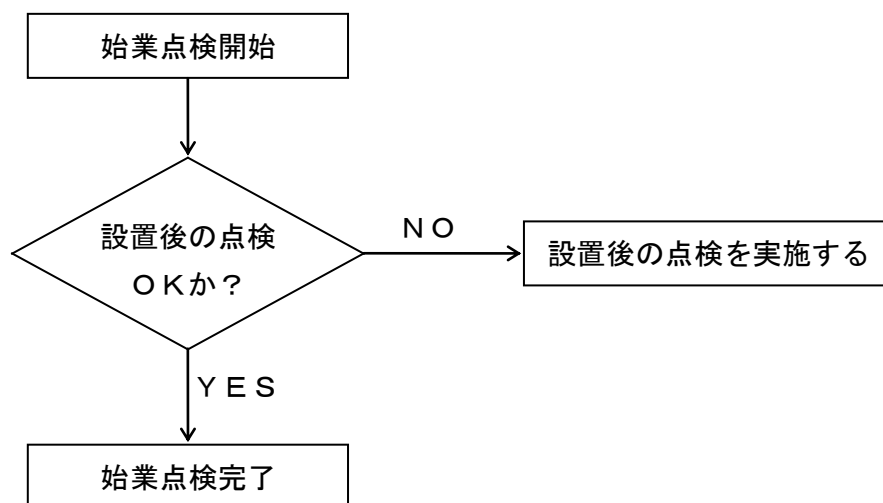 始業点検開始
設置後の点検
ＯＫか？
ＮＯ
設置後の点検を実施する
ＹＥＳ
始業点検完了